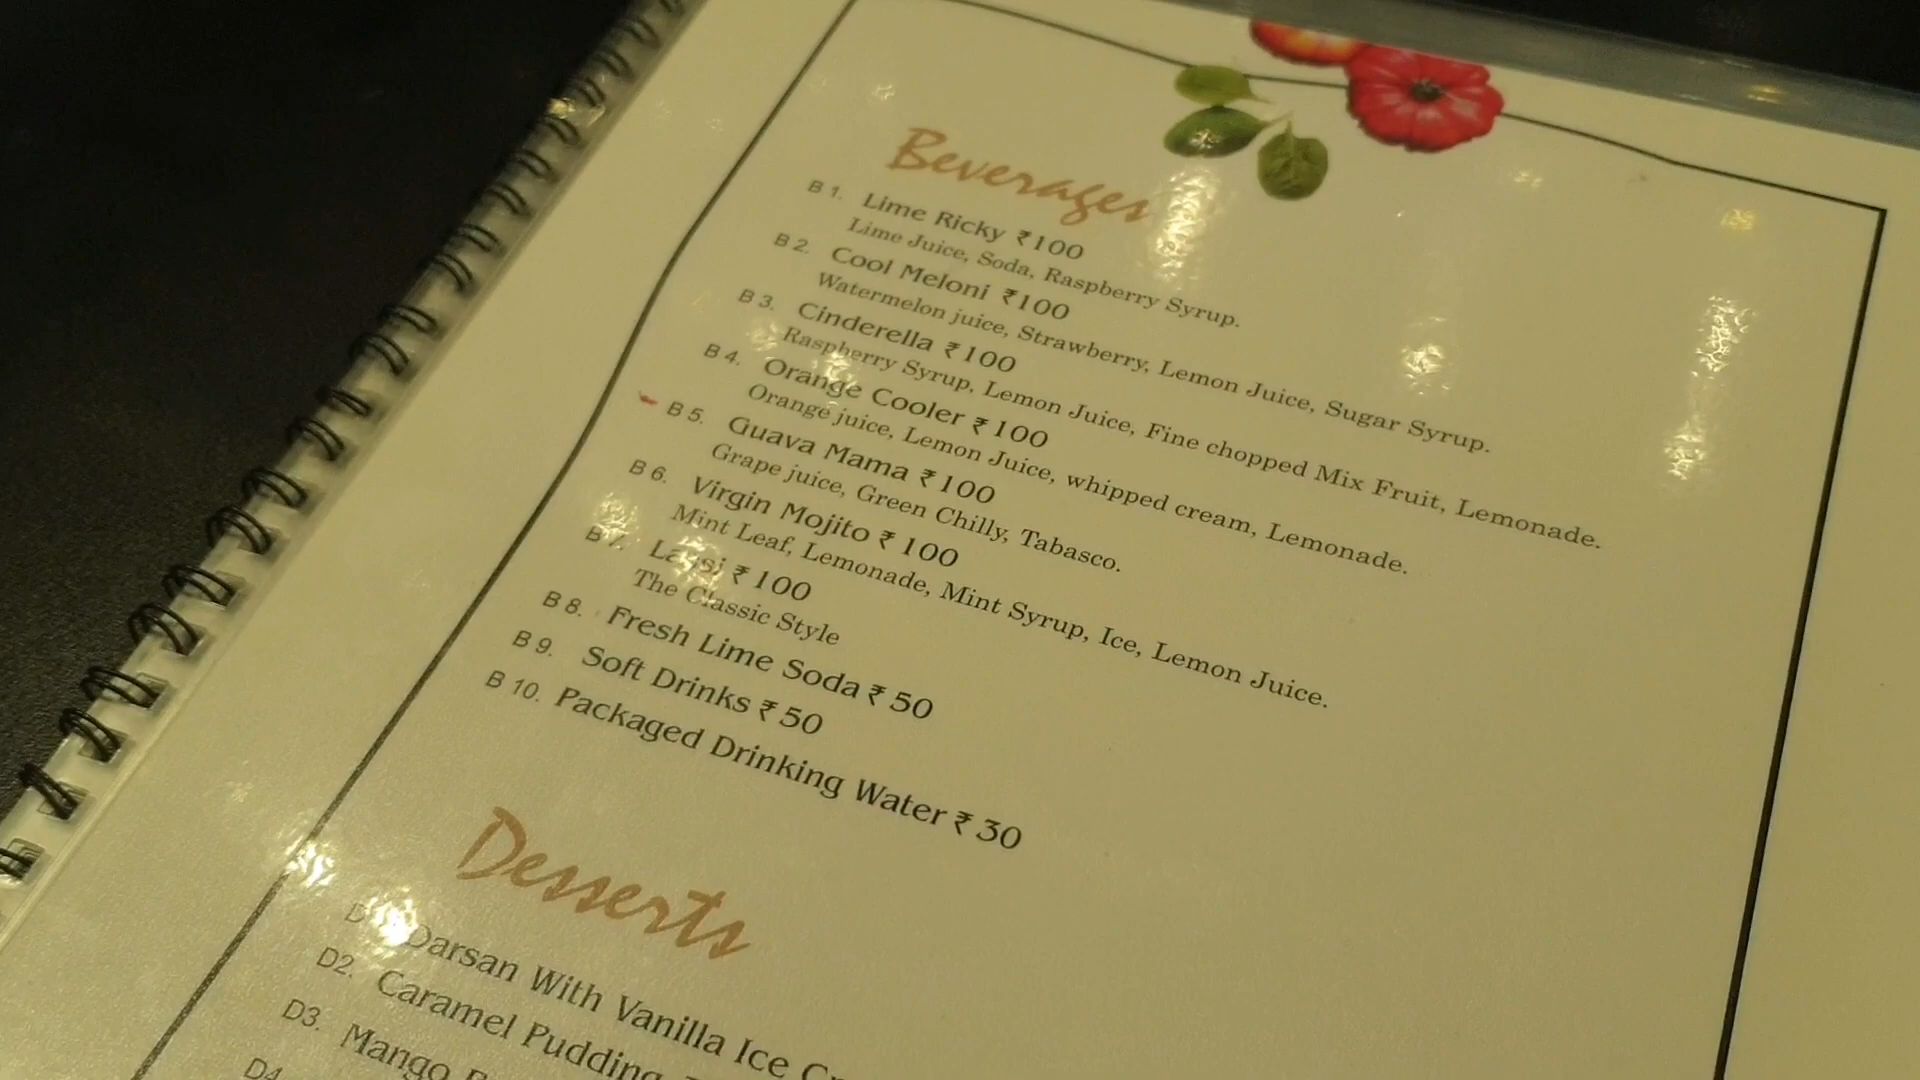 Beverages
B 1. Lime Ricky ₹100
Lime Juice, Soda, Raspberry Syrup.
B 2. Cool Meloni ₹100
Watermelon juice, Strawberry, Lemon Juice, Sugar Syrup.
B 3. Cinderella ₹100
Raspberry Syrup, Lemon Juice, Fine chopped Mix Fruit, Lemonade.
B 4. Orange Cooler ₹100
Orange juice, Lemon Juice, whipped cream, Lemonade.
B 5. Guava Mama ₹100
Grape juice, Green Chilly, Tabasco.
B 6. Virgin Mojito ₹100
Mint Leaf, Lemonade, Mint Syrup, Ice, Lemon Juice.
B 7. Lassi ₹100
The Classic Style
B 8. Fresh Lime Soda ₹50
B 9. Soft Drinks ₹50
B 10. Packaged Drinking Water ₹30
Desserts
Darsan With Vanilla Ice
D2. Caramel Pudding
D3. Mango
D4.